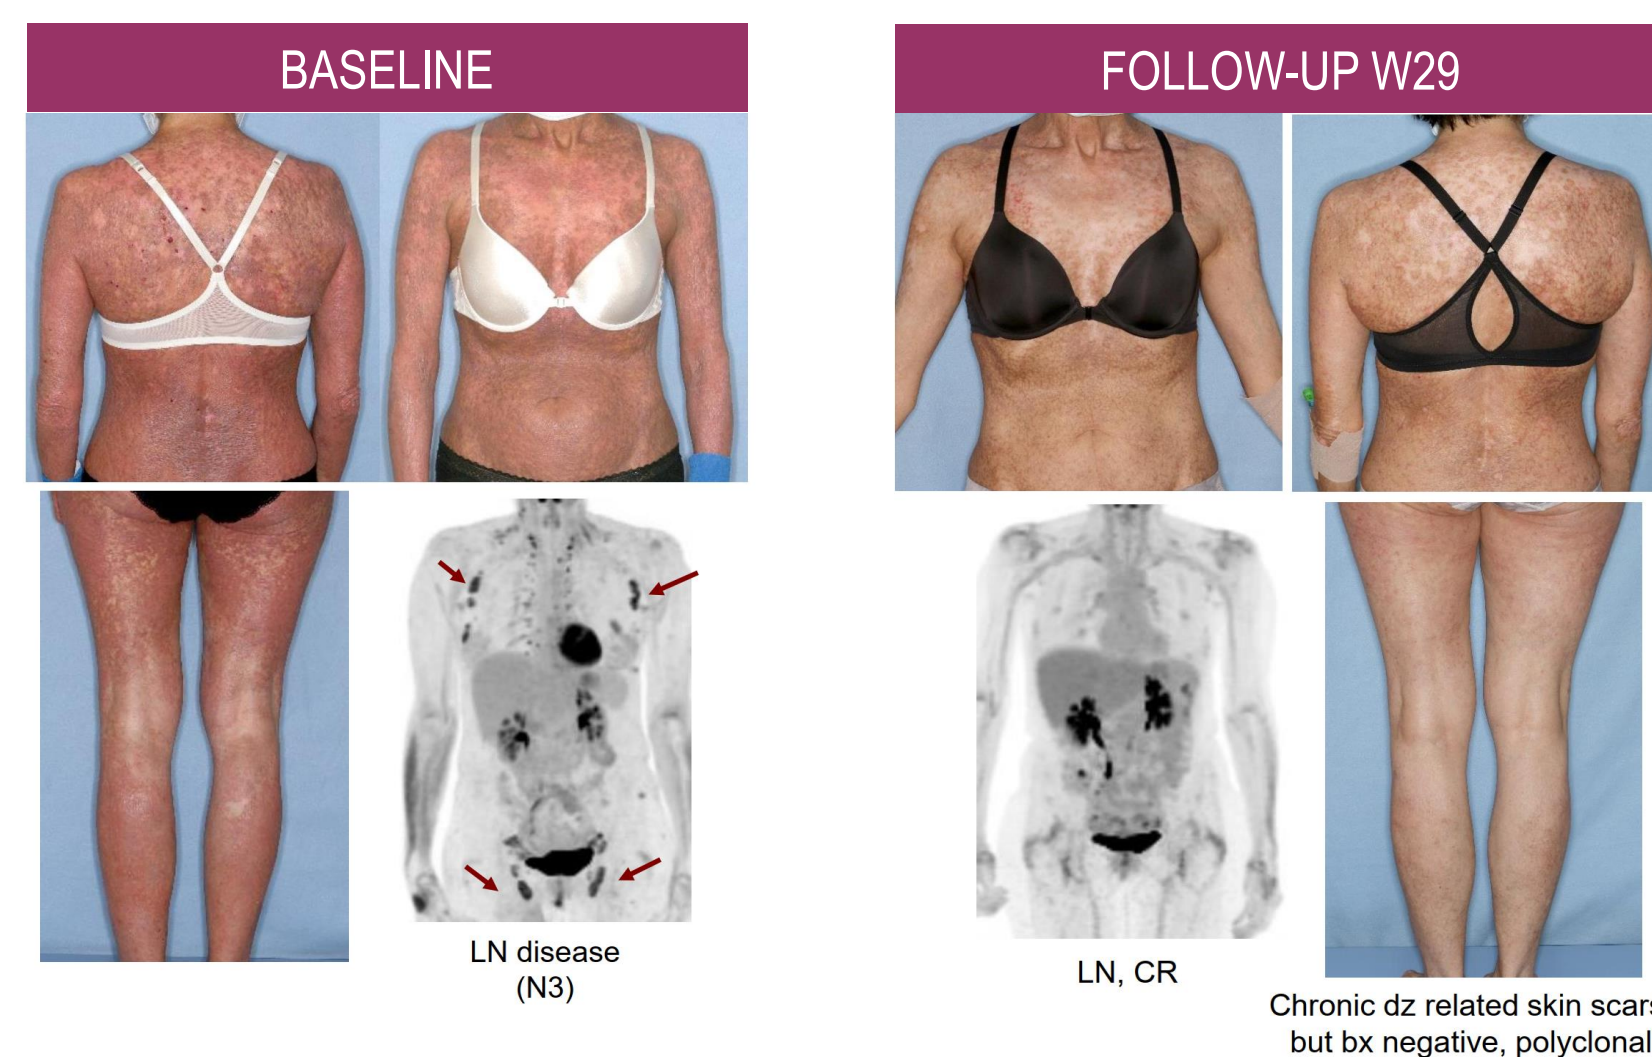 BASELINE
FOLLOW-UP W29
LN disease
(N3)
LN, CR
Chronic dz related skin scars
but bx negative, polyclonal